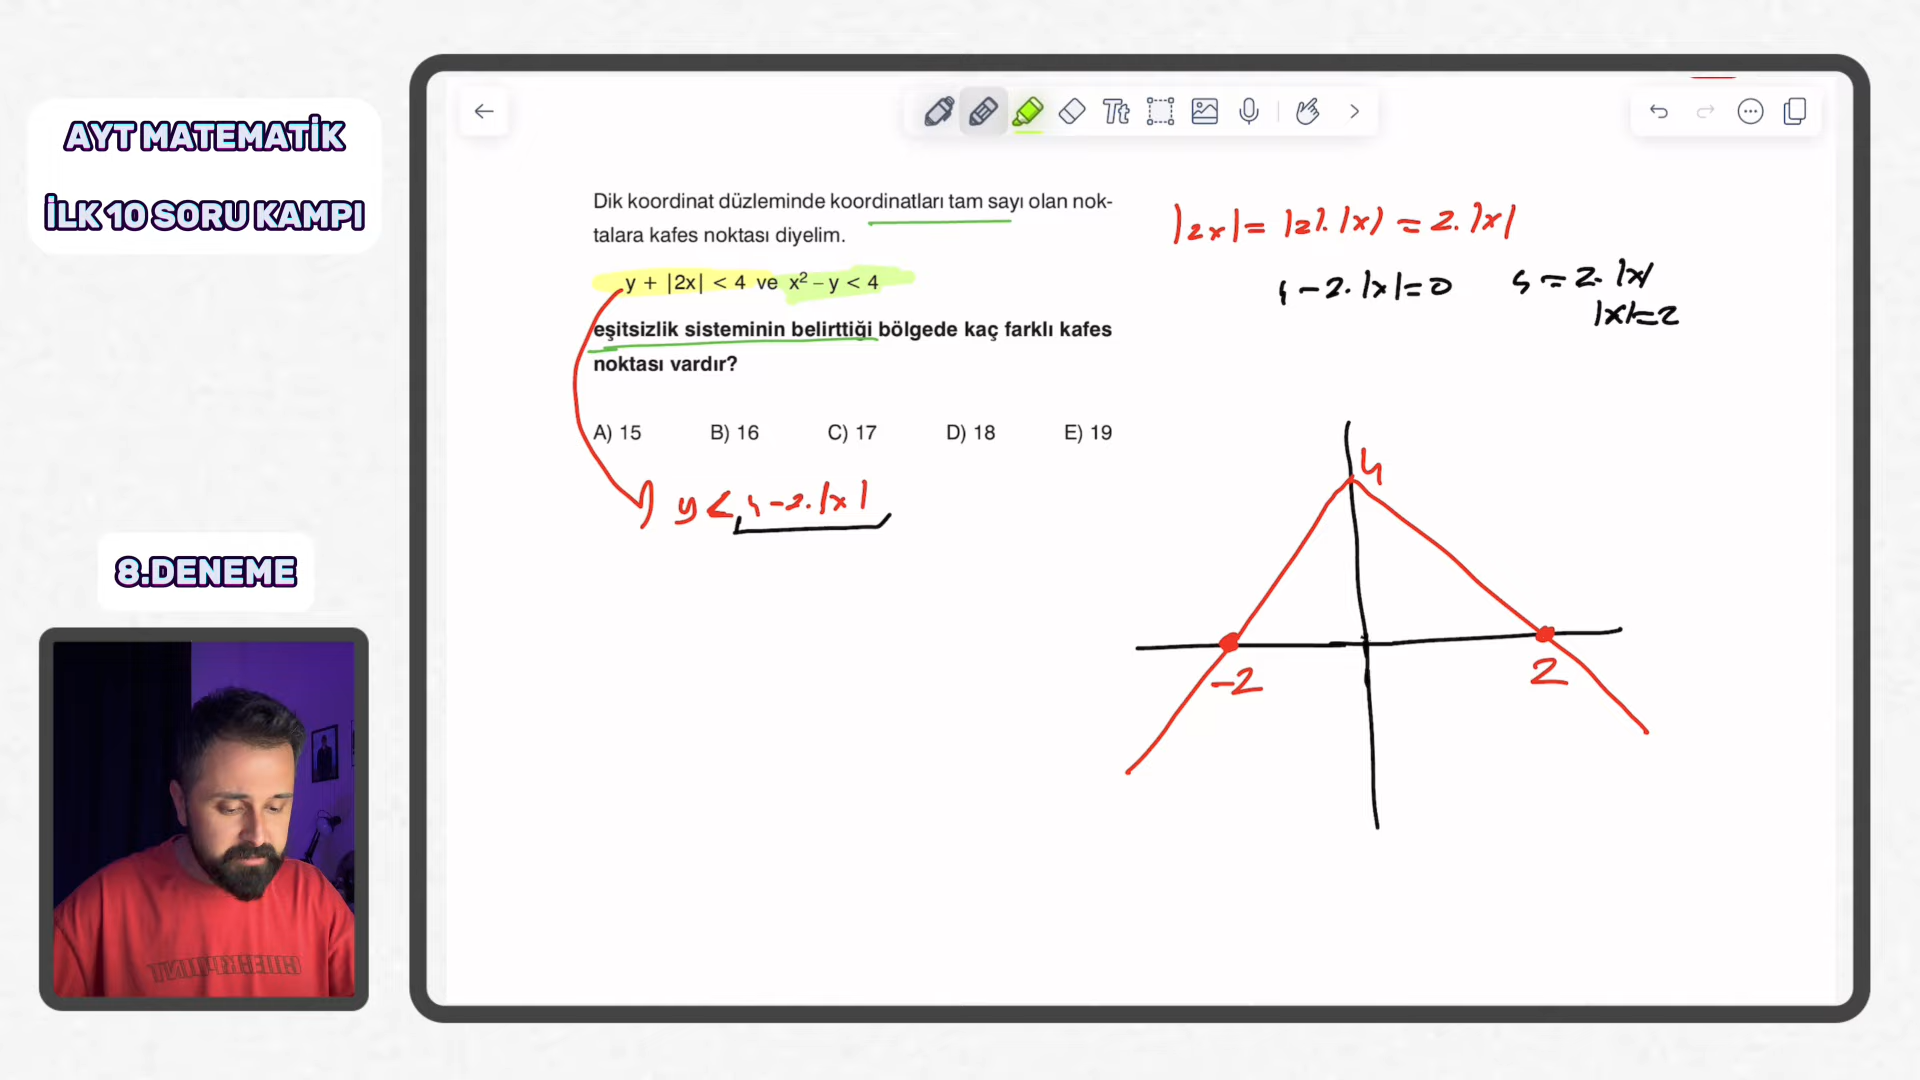 AYT MATEMATİK
İLK 10 SORU KAMPI
8.DENEME
Tt
Dik koordinat düzleminde koordinatları tam sayı olan nok-
talara kafes noktası diyelim.
y + |2x| < 4 ve x² – y < 4
eşitsizlik sisteminin belirttiği bölgede kaç farklı kafes
noktası vardır?
A) 15 B) 16 C) 17 D) 18 E) 19
y < 4-2.|x|
|2x| = |2|.|x| = 2.|x|
4-2.|x|=0 4=2.|x|
|x|=2
4
-2 2